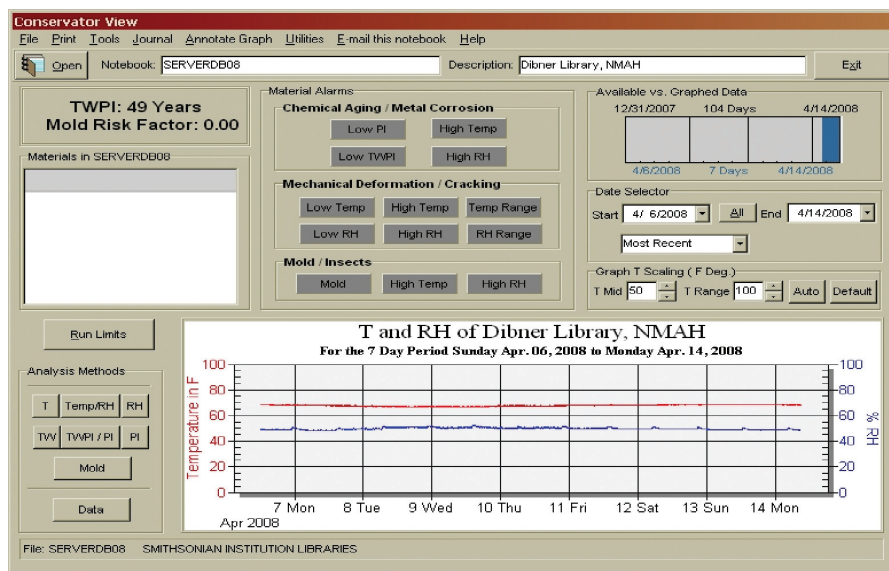 Conservator View
File Print Tools Journal Annotate Graph Utilities E-mail this notebook Help
Open Notebook: SERVERDB08 Description: Dibner Library, NMAH Exit
TWPI: 49 Years
Mold Risk Factor: 0.00
Materials in SERVERDB08
Material Alarms
Chemical Aging / Metal Corrosion
Low PI High Temp
Low TWPI High RH
Mechanical Deformation / Cracking
Low Temp High Temp Temp Range
Low RH High RH RH Range
Mold / Insects
Mold High Temp High RH
Available vs. Graphed Data
12/31/2007 104 Days 4/14/2008
4/6/2008 7 Days 4/14/2008
Date Selector
Start 4/ 6/2008 All End 4/14/2008
Most Recent
Graph T Scaling ( F Deg.)
T Mid 50 T Range 100 Auto Default
Run Limits
Analysis Methods
T Temp/RH RH
TW TWPI / PI PI
Mold
Data
T and RH of Dibner Library, NMAH
For the 7 Day Period Sunday Apr. 06, 2008 to Monday Apr. 14, 2008
Temperature in F
100
80
60
40
20
0
100
80
60
40
20
0
% RH
7 Mon 8 Tue 9 Wed 10 Thu 11 Fri 12 Sat 13 Sun 14 Mon
Apr 2008
File: SERVERDB08 SMITHSONIAN INSTITUTION LIBRARIES